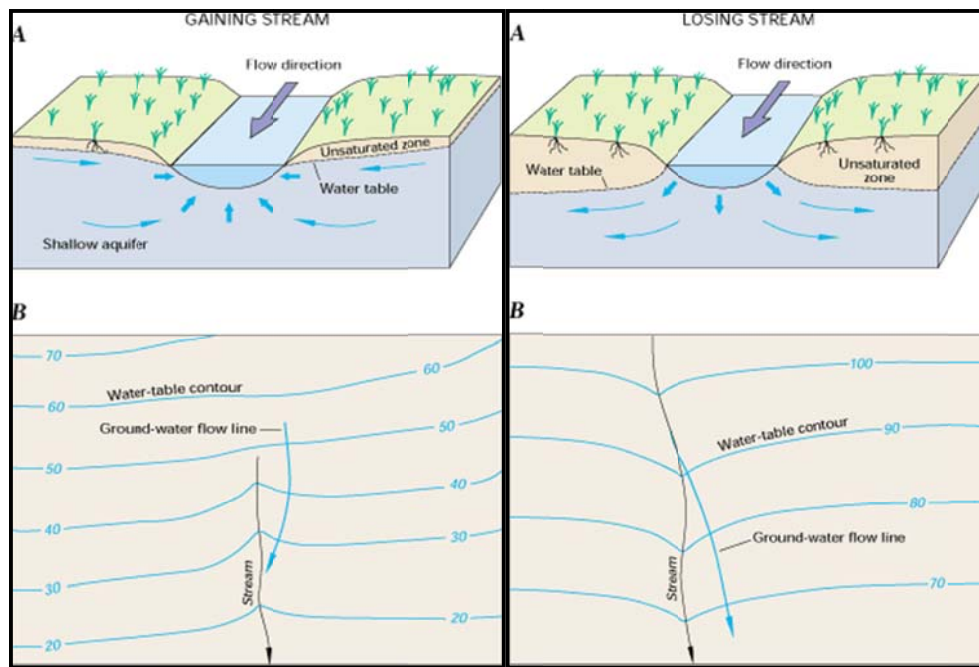 GAINING STREAM
A
Flow direction
Unsaturated zone
Water table
Shallow aquifer
B
70
60
Water-table contour
60
Ground-water flow line
50
50
40
40
30
30
Stream
20
20
LOSING STREAM
A
Flow direction
Water table
Unsaturated
zone
B
100
Water-table contour
90
80
Ground-water flow line
70
Stream